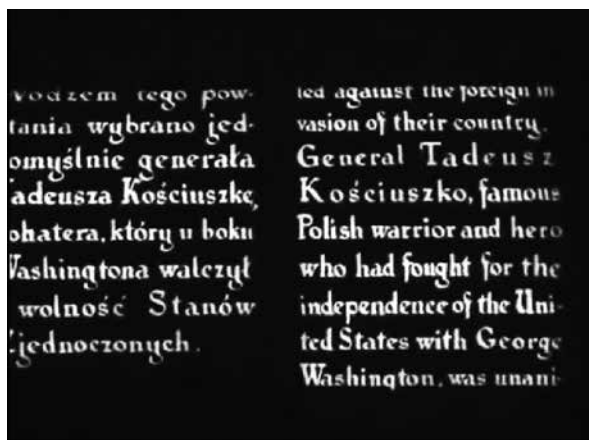 tego pow-
tania wybrano jed-
omyślnie generała
adeusza Kościuszkę,
ohatera, który u boku
Washingtona walczył
wolność Stanów
jednoczonych.
ted against the foreign in
vasion of their country.
General Tadeusz
Kościuszko, famous
Polish warrior and hero
who had fought for the
independence of the Uni-
ted States with George
Washington, was unani-